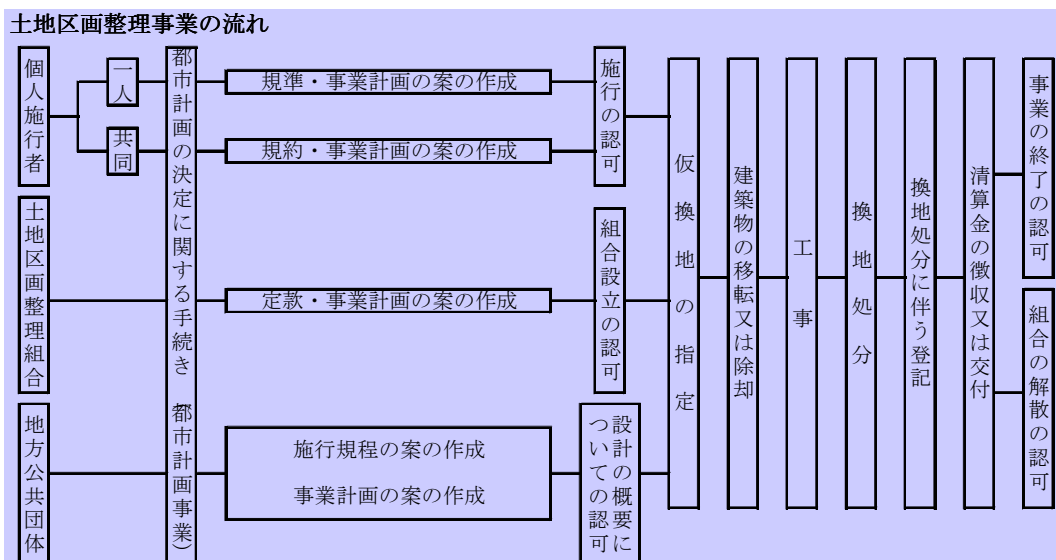 土地区画整理事業の流れ
個人施行者
一人
共同
土地区画整理組合
地方公共団体
都市計画の決定に関する手続き
（都市計画事業）
規準・事業計画の案の作成
規約・事業計画の案の作成
定款・事業計画の案の作成
施行規程の案の作成
事業計画の案の作成
施行の認可
組合設立の認可
設計の概要に
ついての認可
仮換地の指定
建築物の移転又は除却
工事
換地処分
換地処分に伴う登記
清算金の徴収又は交付
事業の終了の認可
組合の解散の認可